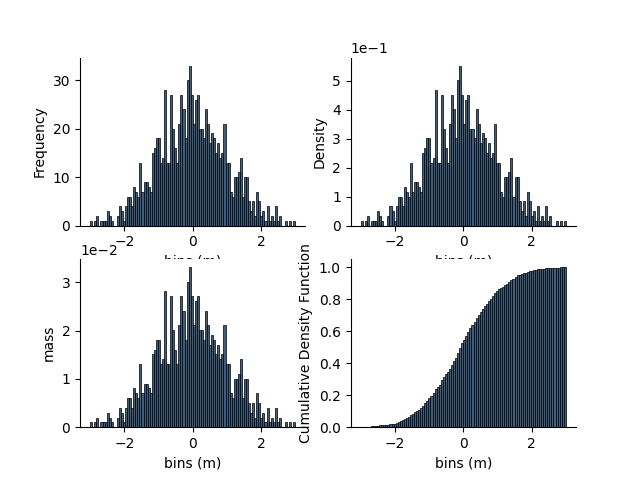 1e−1
30
20
10
0
Frequency
−2 0 2
bins (m)
5
4
3
2
1
0
Density
−2 0 2
bins (m)
1e−2
3
2
1
0
mass
−2 0 2
bins (m)
1.0
0.8
0.6
0.4
0.2
0.0
Cumulative Density Function
−2 0 2
bins (m)